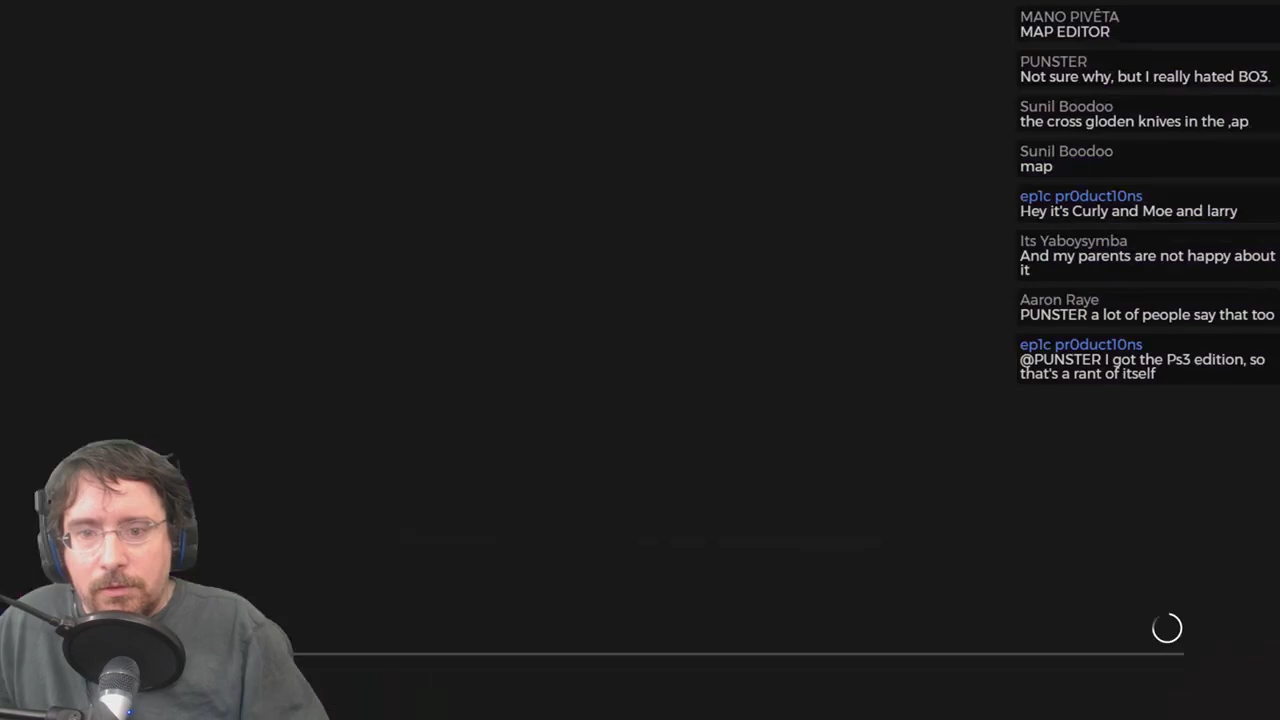 MANO PIVÊTA
MAP EDITOR
PUNSTER
Not sure why, but I really hated BO3.
Sunil Boodoo
the cross gloden knives in the ,ap
Sunil Boodoo
map
ep1c pr0duct10ns
Hey it's Curly and Moe and larry
Its Yaboysymba
And my parents are not happy about
it
Aaron Raye
PUNSTER a lot of people say that too
ep1c pr0duct10ns
@PUNSTER I got the Ps3 edition, so
that's a rant of itself